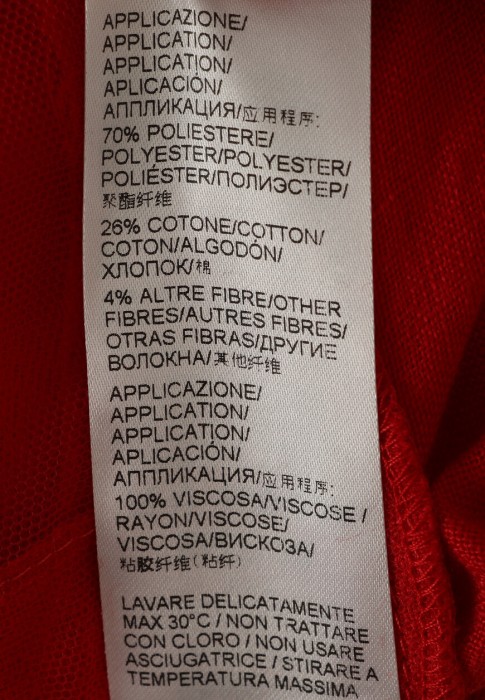 APPLICAZIONE/
APPLICATION/
APPLICATION/
APLICACIÓN/
АППЛИКАЦИЯ/应用程序:
70% POLIESTERE/
POLYESTER/POLYESTER/
POLIÉSTER/ПОЛИЭСТЕР/
聚酯纤维
26% COTONE/COTTON/
COTON/ALGODÓN/
ХЛОПОК/棉
4% ALTRE FIBRE/OTHER
FIBRES/AUTRES FIBRES/
OTRAS FIBRAS/ДРУГИЕ
ВОЛОКНА/其他纤维
APPLICAZIONE/
APPLICATION/
APPLICATION/
APLICACIÓN/
АППЛИКАЦИЯ/应用程序:
100% VISCOSA/VISCOSE /
RAYON/VISCOSE/
VISCOSA/ВИСКОЗА/
粘胶纤维(粘纤)
LAVARE DELICATAMENTE
MAX 30°C / NON TRATTARE
CON CLORO / NON USARE
ASCIUGATRICE / STIRARE A
TEMPERATURA MASSIMA